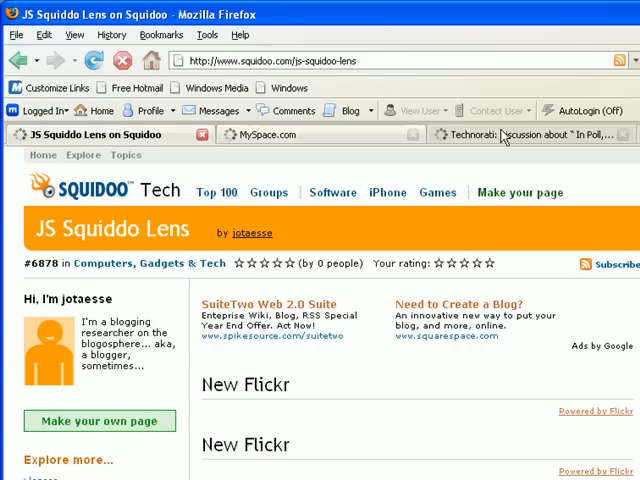 JS Squiddo Lens on Squidoo - Mozilla Firefox
File Edit View History Bookmarks Tools Help
http://www.squidoo.com/js-squidoo-lens
Customize Links Free Hotmail Windows Media Windows
Logged In Home Profile Messages Comments Blog View User Contact User AutoLogin (Off)
JS Squiddo Lens on Squidoo MySpace.com Technorati: iscussion about “ In Poll,...
Home Explore Topics
SQUIDOO Tech Top 100 Groups Software iPhone Games Make your page
JS Squiddo Lens by jotaesse
#6878 in Computers, Gadgets & Tech (by 0 people) Your rating: Subscribe
Hi, I'm jotaesse
I'm a blogging
researcher on the
blogosphere... aka,
a blogger,
sometimes...
Make your own page
Explore more...
SuiteTwo Web 2.0 Suite
Enteprise Wiki, Blog, RSS Special
Year End Offer. Act Now!
www.spikesource.com/suitetwo
Need to Create a Blog?
An innovative new way to put your
blog, and more, online.
www.squarespace.com
Ads by Google
New Flickr
Powered by Flickr
New Flickr
Powered by Flickr